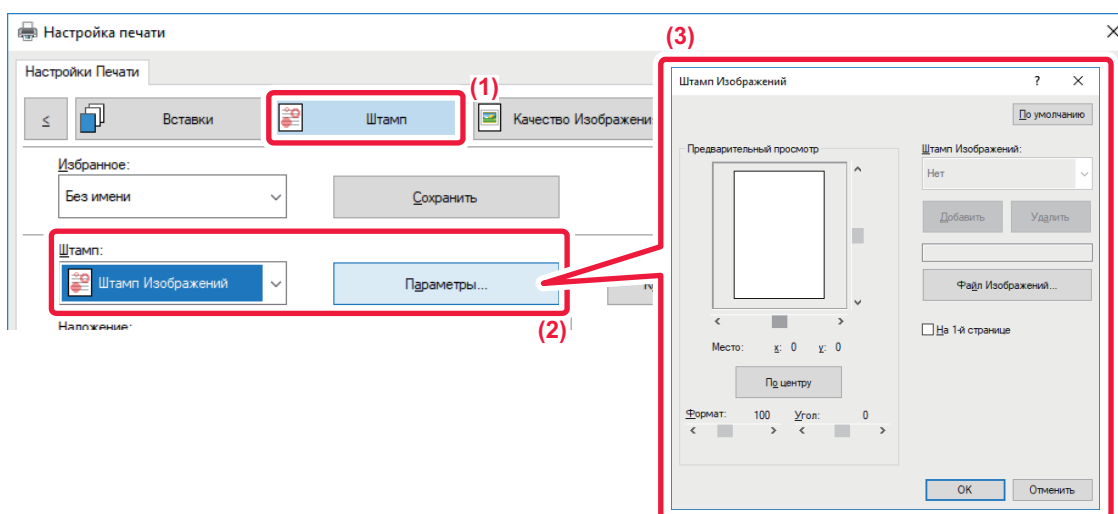 Настройка печати
Настройки Печати
(1)
<
Вставки
Штамп
Качество Изображени
Избранное:
Без имени
Сохранить
Штамп:
Штамп Изображений
Параметры...
(2)
Наложение:
(3)
Штамп Изображений
?
По умолчанию
Предварительный просмотр
Место: x: 0 y: 0
По центру
Формат: 100 Угол: 0
Штамп Изображений:
Нет
Добавить
Удалить
Файл Изображений...
На 1-й странице
OK
Отменить